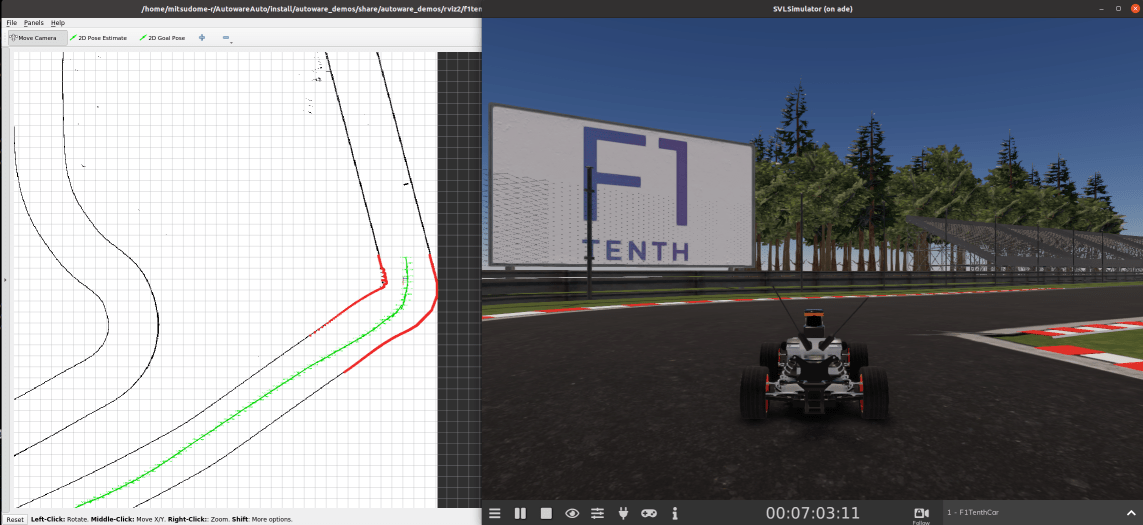 /home/mitsudome-r/AutowareAuto/install/autoware_demos/share/autoware_demos/rviz2/f1ten
SVLSimulator (on ade)
File Panels Help
Move Camera 2D Pose Estimate 2D Goal Pose
F1
TENTH
Reset Left-Click: Rotate. Middle-Click: Move X/Y. Right-Click:: Zoom. Shift: More options.
00:07:03:11
Follow
1 - F1TenthCar